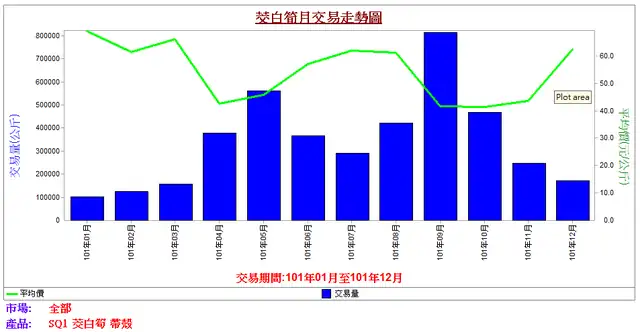 茭白筍月交易走勢圖
800000
700000
600000
500000
400000
300000
200000
100000
0
交易量(公斤)
60.0
50.0
40.0
30.0
20.0
10.0
0.0
平均價(元/公斤)
Plot area
101年01月
101年02月
101年03月
101年04月
101年05月
101年06月
101年07月
101年08月
101年09月
101年10月
101年11月
101年12月
交易期間:101年01月至101年12月
平均價 交易量
市場: 全部
產品: SQ1 茭白筍 帶殼